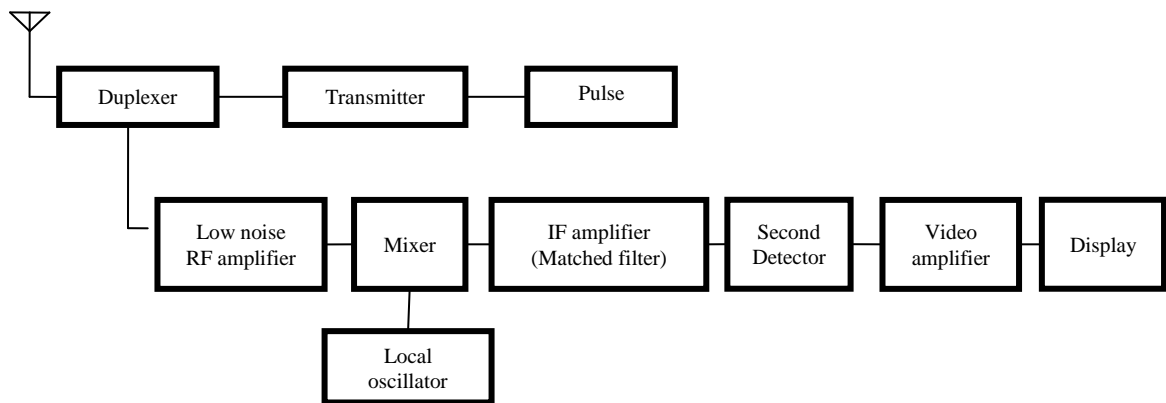 Duplexer
Transmitter
Pulse
Low noise
RF amplifier
Mixer
IF amplifier
(Matched filter)
Second
Detector
Video
amplifier
Display
Local
oscillator